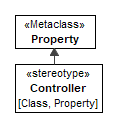 «Metaclass»
Property
«stereotype»
Controller
[Class, Property]